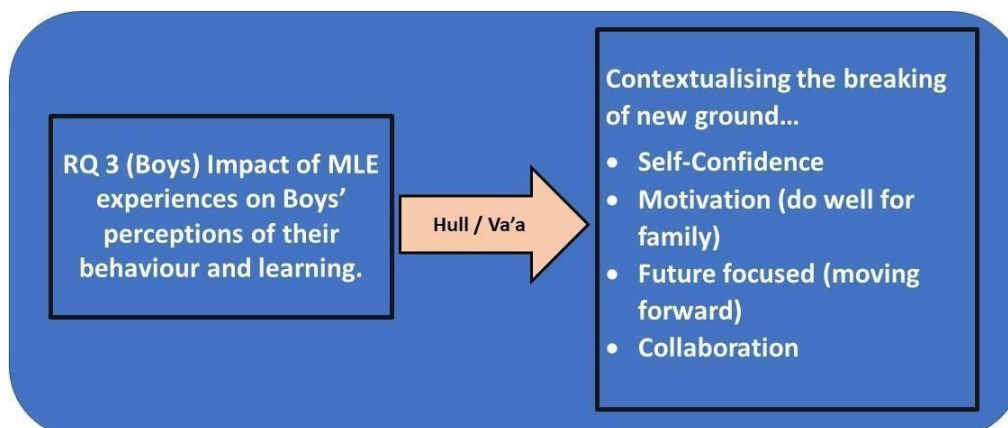 RQ 3 (Boys) Impact of MLE
experiences on Boys’
perceptions of their
behaviour and learning.
Hull / Va’a
Contextualising the breaking
of new ground…
• Self-Confidence
• Motivation (do well for
family)
• Future focused (moving
forward)
• Collaboration